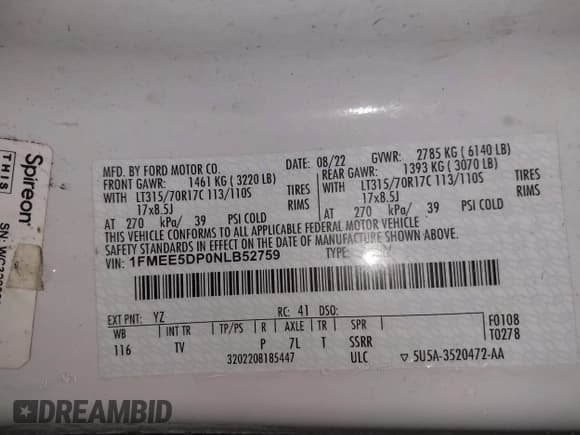 MFD. BY FORD MOTOR CO.
DATE: 08/22
GVWR: 2785 KG ( 6140 LB)
FRONT GAWR: 1461 KG ( 3220 LB)
REAR GAWR: 1393 KG ( 3070 LB)
WITH LT315/70R17C 113/110S TIRES
WITH LT315/70R17C 113/110S TIRES
17x8.5J RIMS
17x8.5J RIMS
AT 270 kPa/ 39 PSI COLD
AT 270 kPa/ 39 PSI COLD
THIS VEHICLE CONFORMS TO ALL APPLICABLE FEDERAL MOTOR VEHICLE
SAFETY STANDARDS IN EFFECT ON THE DATE OF MANUFACTURE SHOWN ABOVE.
VIN: 1FMEE5DP0NLB52759
TYPE:
EXT PNT: YZ RC: 41 DSO:
WB INT TR TP/PS R AXLE TR SPR
F0108
T0278
116 TV P 7L T SSRR
3202208185447 ULC
▽ 5U5A-3520472-AA
Spireon
THIS
SN:
DREAMBID